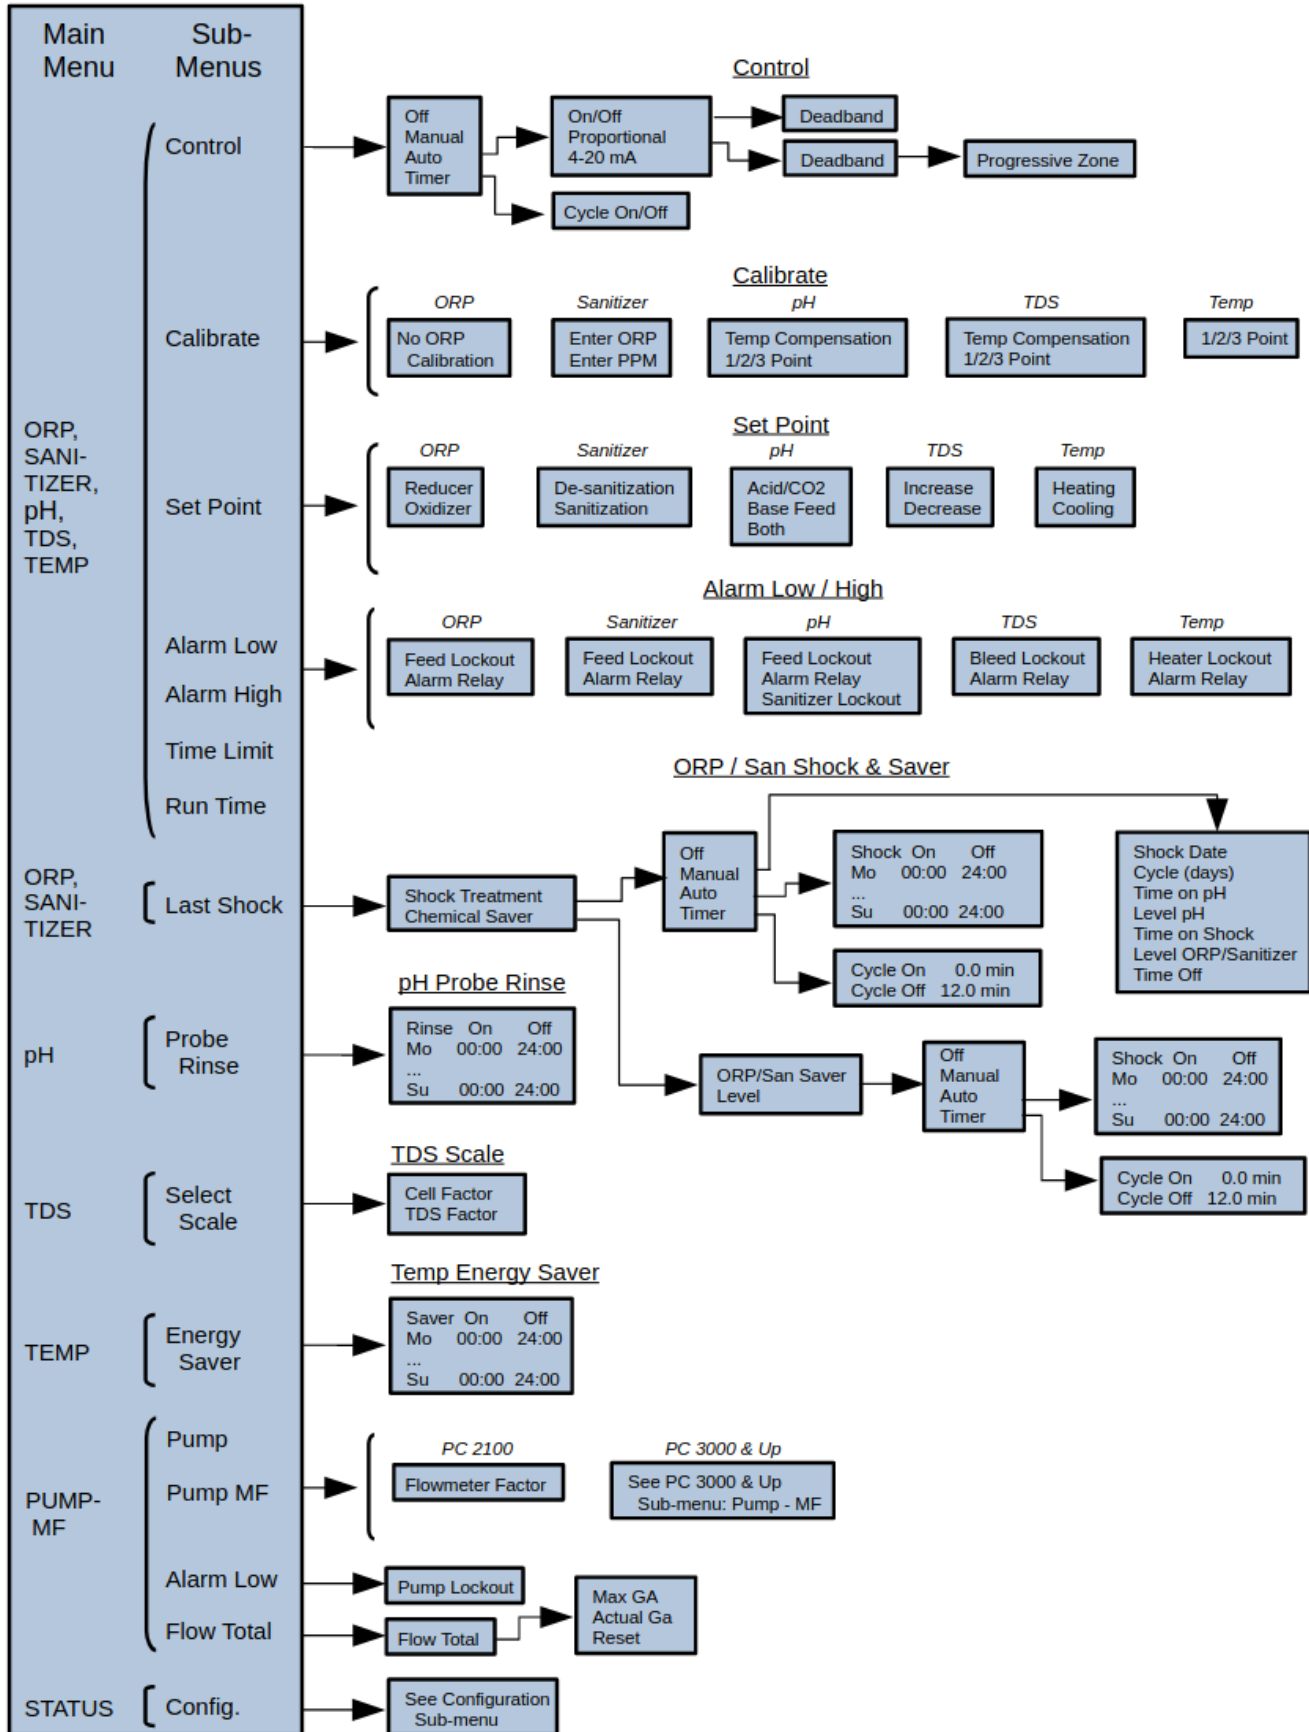 Main
Menu
Sub-
Menus
Control
Control
Off
Manual
Auto
Timer
On/Off
Proportional
4-20 mA
Deadband
Deadband
Progressive Zone
Cycle On/Off
Calibrate
Calibrate
ORP
No ORP
Calibration
Sanitizer
Enter ORP
Enter PPM
pH
Temp Compensation
1/2/3 Point
TDS
Temp Compensation
1/2/3 Point
Temp
1/2/3 Point
ORP,
SANI-
TIZER,
pH,
TDS,
TEMP
Set Point
Set Point
ORP
Reducer
Oxidizer
Sanitizer
De-sanitization
Sanitization
pH
Acid/CO2
Base Feed
Both
TDS
Increase
Decrease
Temp
Heating
Cooling
Alarm Low / High
Alarm Low
Alarm High
ORP
Feed Lockout
Alarm Relay
Sanitizer
Feed Lockout
Alarm Relay
pH
Feed Lockout
Alarm Relay
Sanitizer Lockout
TDS
Bleed Lockout
Alarm Relay
Temp
Heater Lockout
Alarm Relay
Time Limit
Run Time
ORP / San Shock & Saver
ORP,
SANI-
TIZER
Last Shock
Shock Treatment
Chemical Saver
Off
Manual
Auto
Timer
Shock On Off
Mo 00:00 24:00
...
Su 00:00 24:00
Cycle On 0.0 min
Cycle Off 12.0 min
Shock Date
Cycle (days)
Time on pH
Level pH
Time on Shock
Level ORP/Sanitizer
Time Off
ORP/San Saver
Level
Off
Manual
Auto
Timer
Shock On Off
Mo 00:00 24:00
...
Su 00:00 24:00
Cycle On 0.0 min
Cycle Off 12.0 min
pH Probe Rinse
pH
Probe
Rinse
Rinse On Off
Mo 00:00 24:00
...
Su 00:00 24:00
TDS Scale
TDS
Select
Scale
Cell Factor
TDS Factor
Temp Energy Saver
TEMP
Energy
Saver
Saver On Off
Mo 00:00 24:00
...
Su 00:00 24:00
PUMP-
MF
Pump
Pump MF
PC 2100
Flowmeter Factor
PC 3000 & Up
See PC 3000 & Up
Sub-menu: Pump - MF
Alarm Low
Pump Lockout
Flow Total
Flow Total
Max GA
Actual Ga
Reset
STATUS
Config.
See Configuration
Sub-menu